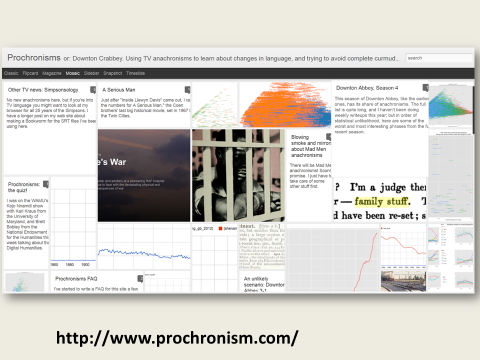 Prochronisms or: Downton Crabbey. Using TV anachronisms to learn about changes in language, and trying to avoid complete curmud...
search
Classic Flipcard Magazine Mosaic Sidebar Snapshot Timeslide
Other TV news: Simpsonology
No new anachronisms here, but if you're into
TV language you might want to look at my
browser for all 25 years of the Simpsons. I
have a longer post on my web site about
making a Bookworm for the SRT files I've been
using here.
A Serious Man
Just after "Inside Llewyn Davis" came out, I ra
the numbers for A Serious Man," the Coen
brothers' last big historical movie, set in 1967 i
the Twin Cities
Downton Abbey, Season 4
This season of Downton Abbey, like the earlie
ones, has its share of anachronisms. The full
list is quite long, and I haven't been doing
weekly writeups this year; but in order of
statistical unlikelihood, here are some of the
worst and most interesting phrases from the
recent season.
Blowing
smoke and mirror
about Mad Men
anachronisms
There will be Mad Me
anachronisms! Soon!
promise. I just have to
take care of some
other stuff first.
's War
? I'm a judge ther
r — family stuff. T
d have been re-set; s
Prochronisms:
the quiz!
I was on the WAMU's
Kojo Nnamdi show
with Kari Kraus from
the University of
Maryland, and Brett
Bobley from the
National Endowment
for the Humanities this
week talking about the
Digital Humanities.
1960 1980 2000
Prochronisms FAQ
I've started to write a FAQ for this site a few
An unlikely
scenario: Downton
Abbey 3-1
http://www.prochronism.com/